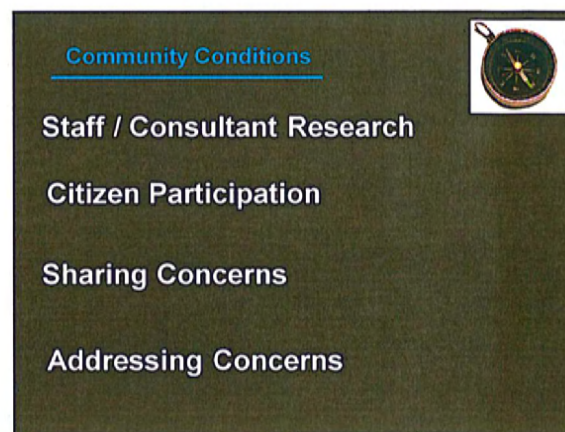 Community Conditions
Staff / Consultant Research
Citizen Participation
Sharing Concerns
Addressing Concerns